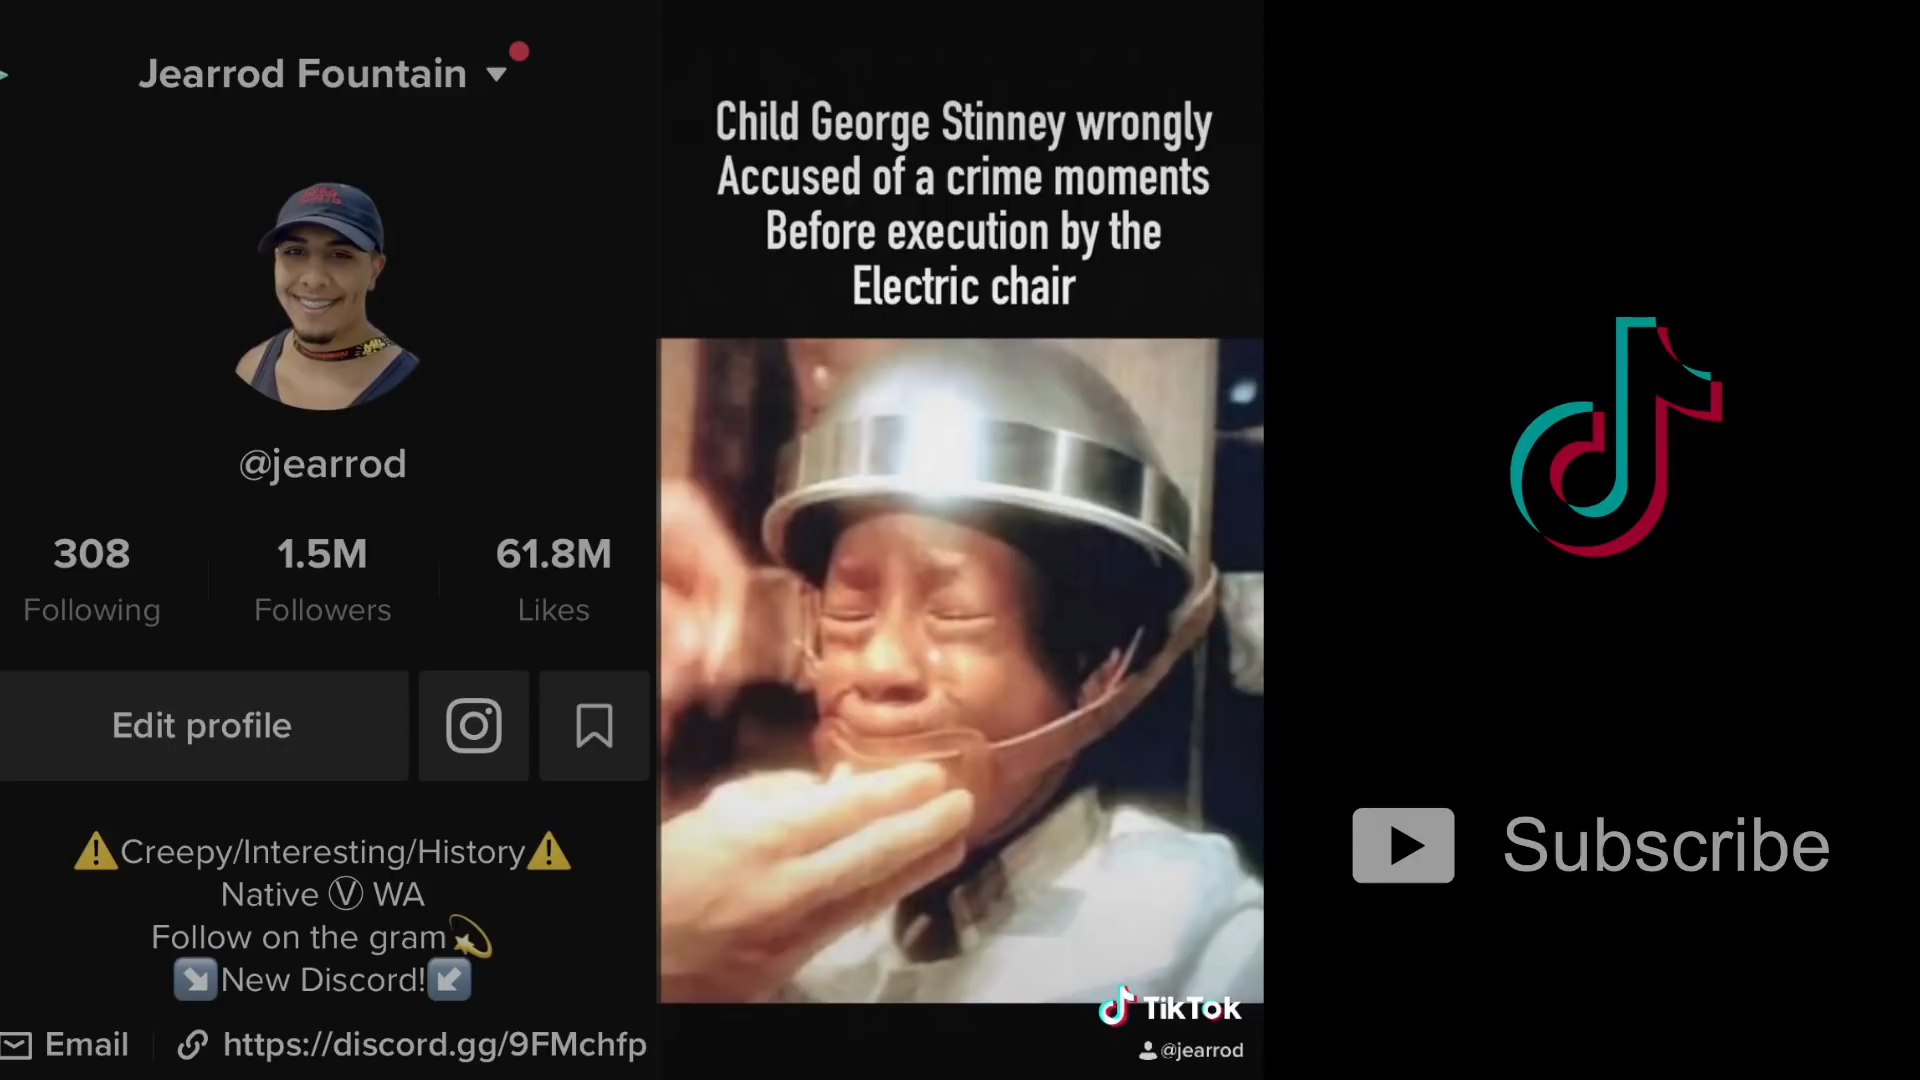 Jearrod Fountain
@jearrod
308
1.5M
61.8M
Following
Followers
Likes
Edit profile
⚠️Creepy/Interesting/History⚠️
Native Ⓥ WA
Follow on the gram💫
↘️New Discord!↙️
Email
https://discord.gg/9FMchfp
Child George Stinney wrongly
Accused of a crime moments
Before execution by the
Electric chair
TikTok
@jearrod
Subscribe